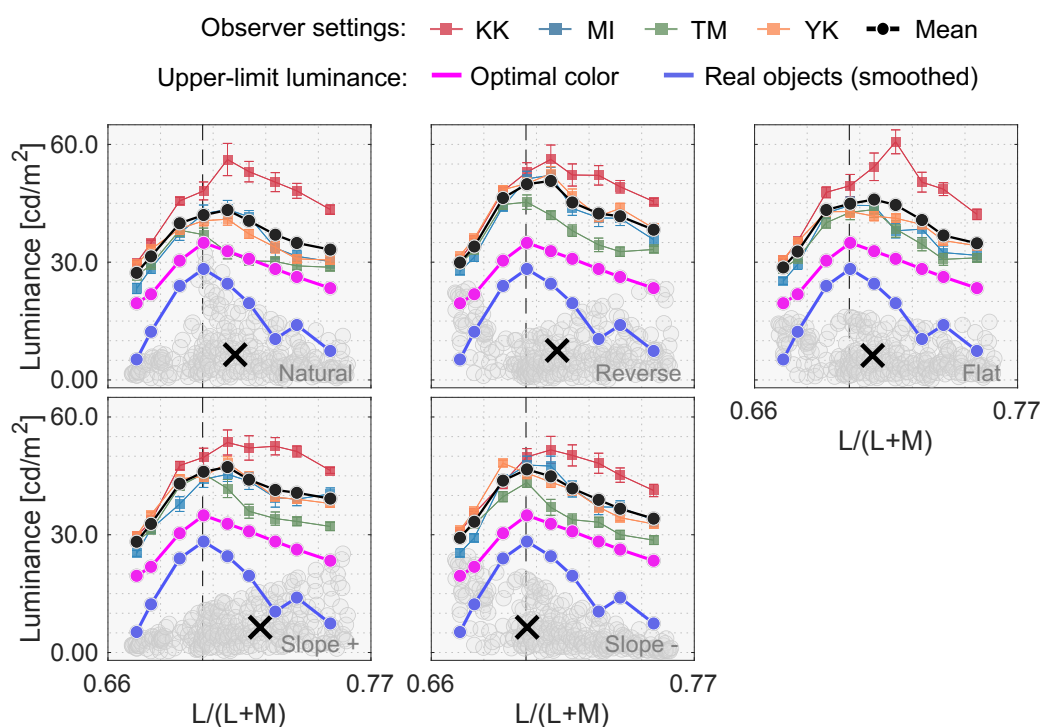 Observer settings: KK MI TM YK Mean
Upper-limit luminance: Optimal color Real objects (smoothed)
Luminance [cd/m²]
60.0
30.0
0.00
Natural
Reverse
Flat
0.66 0.77
L/(L+M)
Luminance [cd/m²]
60.0
30.0
0.00
Slope +
Slope -
0.66 0.77 0.66 0.77
L/(L+M) L/(L+M)